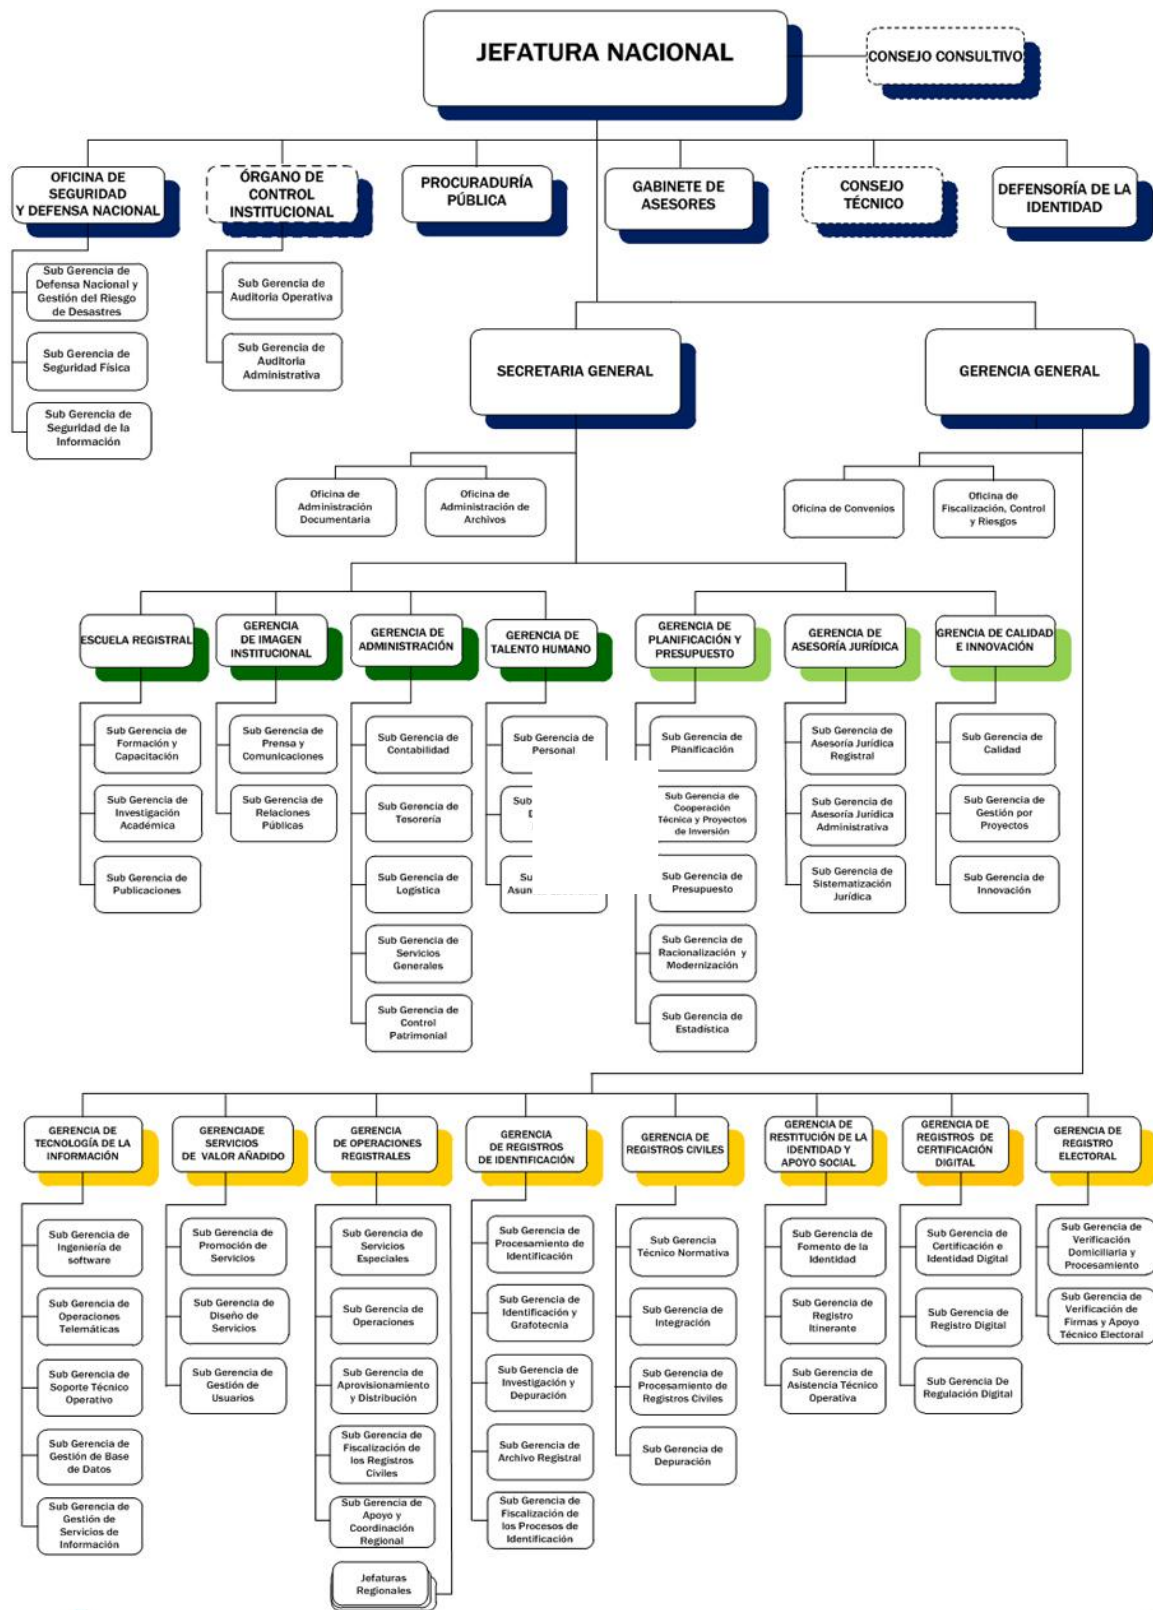 JEFATURA NACIONAL
CONSEJO CONSULTIVO
OFICINA DE
SEGURIDAD
Y DEFENSA NACIONAL
ÓRGANO DE
CONTROL
INSTITUCIONAL
PROCURADURÍA
PÚBLICA
GABINETE DE
ASESORES
CONSEJO
TÉCNICO
DEFENSORÍA DE LA
IDENTIDAD
Sub Gerencia de
Defensa Nacional y
Gestión del Riesgo
de Desastres
Sub Gerencia de
Seguridad Física
Sub Gerencia de
Seguridad de la
Información
Sub Gerencia de
Auditoria Operativa
Sub Gerencia de
Auditoria
Administrativa
SECRETARIA GENERAL
GERENCIA GENERAL
Oficina de
Administración
Documentaria
Oficina de
Administración de
Archivos
Oficina de Convenios
Oficina de
Fiscalización, Control
y Riesgos
ESCUELA REGISTRAL
GERENCIA
DE IMAGEN
INSTITUCIONAL
GERENCIA DE
ADMINISTRACIÓN
GERENCIA DE
TALENTO HUMANO
GERENCIA DE
PLANIFICACIÓN Y
PRESUPUESTO
GERENCIA DE
ASESORÍA JURÍDICA
GRENCIA DE CALIDAD
E INNOVACIÓN
Sub Gerencia de
Formación y
Capacitación
Sub Gerencia de
Investigación
Académica
Sub Gerencia de
Publicaciones
Sub Gerencia de
Prensa y
Comunicaciones
Sub Gerencia de
Relaciones
Públicas
Sub Gerencia de
Contabilidad
Sub Gerencia de
Tesorería
Sub Gerencia de
Logística
Sub Gerencia de
Servicios
Generales
Sub Gerencia de
Control
Patrimonial
Sub Gerencia de
Personal
Sub Gerencia de
Planificación
Sub Gerencia de
Cooperación
Técnica y Proyectos
de Inversión
Sub Gerencia de
Presupuesto
Sub Gerencia de
Racionalización y
Modernización
Sub Gerencia de
Estadística
Sub Gerencia de
Asesoría Jurídica
Registral
Sub Gerencia de
Asesoría Jurídica
Administrativa
Sub Gerencia de
Sistematización
Jurídica
Sub Gerencia de
Calidad
Sub Gerencia de
Gestión por
Proyectos
Sub Gerencia de
Innovación
GERENCIA DE
TECNOLOGÍA DE LA
INFORMACIÓN
GERENCIADE
SERVICIOS
DE VALOR AÑADIDO
GERENCIA
DE OPERACIONES
REGISTRALES
GERENCIA
DE REGISTROS
DE IDENTIFICACIÓN
GERENCIA DE
REGISTROS CIVILES
GERENCIA DE
RESTITUCIÓN DE LA
IDENTIDAD Y
APOYO SOCIAL
GERENCIA DE
REGISTROS DE
CERTIFICACIÓN
DIGITAL
GERENCIA DE
REGISTRO
ELECTORAL
Sub Gerencia de
Ingeniería de
software
Sub Gerencia de
Operaciones
Telemáticas
Sub Gerencia de
Soporte Técnico
Operativo
Sub Gerencia de
Gestión de Base
de Datos
Sub Gerencia de
Gestión de
Servicios de
Información
Sub Gerencia de
Promoción de
Servicios
Sub Gerencia de
Diseño de
Servicios
Sub Gerencia de
Gestión de
Usuarios
Sub Gerencia de
Servicios
Especiales
Sub Gerencia de
Operaciones
Sub Gerencia de
Aprovisionamiento
y Distribución
Sub Gerencia de
Fiscalización de
los Registros
Civiles
Sub Gerencia de
Apoyo y
Coordinación
Regional
Jefaturas
Regionales
Sub Gerencia de
Procesamiento de
Identificación
Sub Gerencia de
Identificación y
Grafotecnia
Sub Gerencia de
Investigación y
Depuración
Sub Gerencia de
Archivo Registral
Sub Gerencia de
Fiscalización de
los Procesos de
Identificación
Sub Gerencia
Técnico Normativa
Sub Gerencia de
Integración
Sub Gerencia de
Procesamiento de
Registros Civiles
Sub Gerencia de
Depuración
Sub Gerencia de
Fomento de la
Identidad
Sub Gerencia de
Registro
Itinerante
Sub Gerencia de
Asistencia Técnico
Operativa
Sub Gerencia de
Certificación e
Identidad Digital
Sub Gerencia de
Registro Digital
Sub Gerencia De
Regulación Digital
Sub Gerencia de
Verificación
Domiciliaria y
Procesamiento
Sub Gerencia de
Verificación de
Firmas y Apoyo
Técnico Electoral